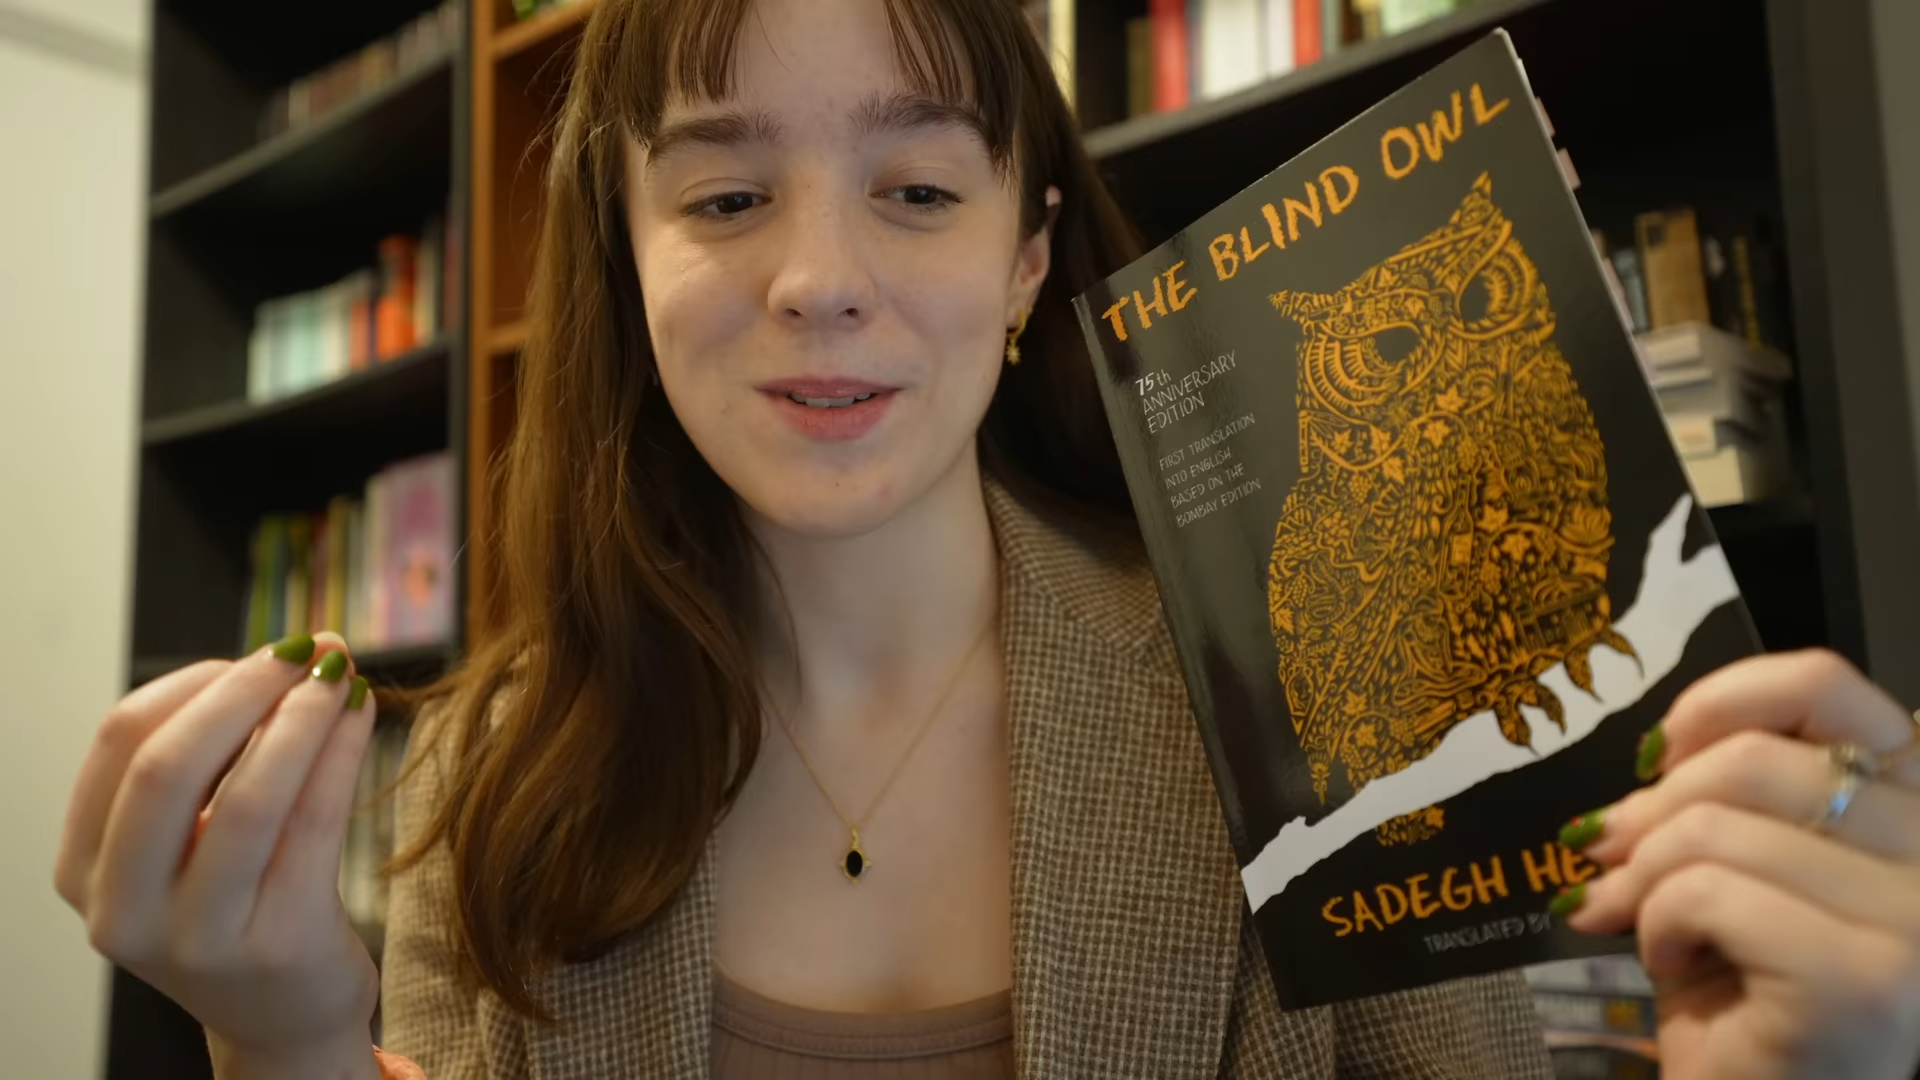 THE BLIND OWL
75th
ANNIVERSARY
EDITION
FIRST TRANSLATION
INTO ENGLISH
BASED ON THE
BOMBAY EDITION
SADEGH HE
TRANSLATED BY